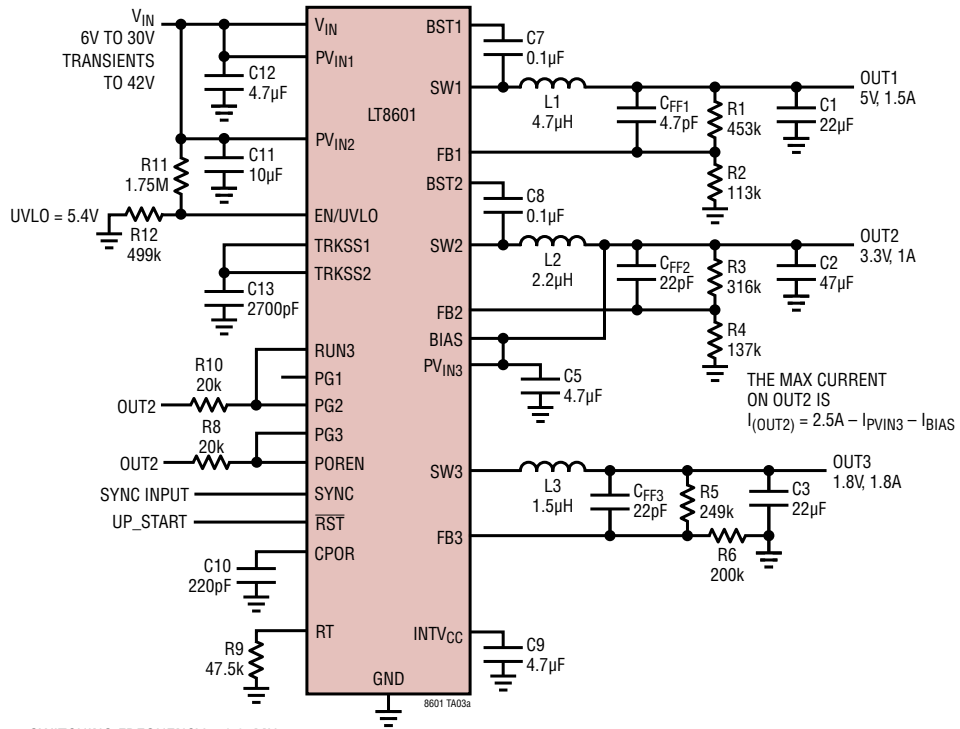 VIN
6V TO 30V
TRANSIENTS
TO 42V
C12
4.7µF
R11
1.75M
C11
10µF
UVLO = 5.4V
R12
499k
C13
2700pF
R10
20k
OUT2
R8
20k
OUT2
SYNC INPUT
UP_START
C10
220pF
R9
47.5k
VIN
PVIN1
LT8601
PVIN2
EN/UVLO
TRKSS1
TRKSS2
RUN3
PG1
PG2
PG3
POREN
SYNC
RST
CPOR
RT
GND
BST1
SW1
FB1
BST2
SW2
FB2
BIAS
PVIN3
SW3
FB3
INTVCC
C7
0.1µF
L1
4.7µH
CFF1
4.7pF
R1
453k
C1
22µF
OUT1
5V, 1.5A
R2
113k
C8
0.1µF
L2
2.2µH
CFF2
22pF
R3
316k
C2
47µF
OUT2
3.3V, 1A
R4
137k
C5
4.7µF
THE MAX CURRENT
ON OUT2 IS
I(OUT2) = 2.5A – IPVIN3 – IBIAS
L3
1.5µH
CFF3
22pF
R5
249k
C3
22µF
OUT3
1.8V, 1.8A
R6
200k
C9
4.7µF
8601 TA03a